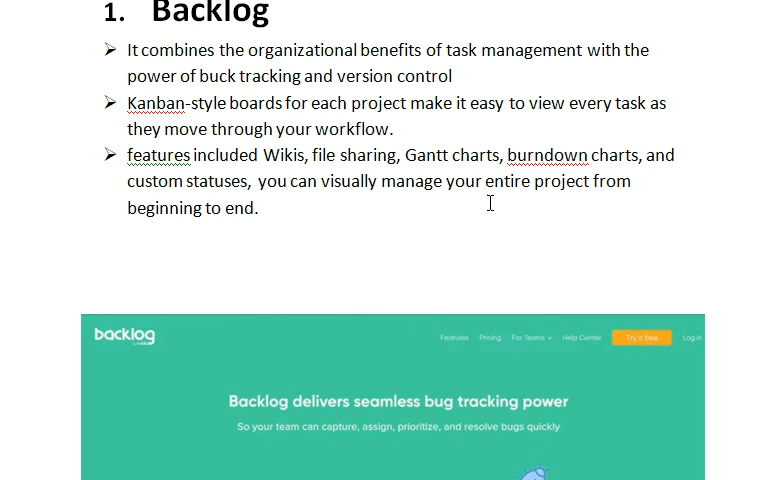 1. Backlog
➢ It combines the organizational benefits of task management with the
power of buck tracking and version control
➢ Kanban-style boards for each project make it easy to view every task as
they move through your workflow.
➢ features included Wikis, file sharing, Gantt charts, burndown charts, and
custom statuses, you can visually manage your entire project from
beginning to end.
backlog
Features Pricing For Teams Help Center Try it free Log in
Backlog delivers seamless bug tracking power
So your team can capture, assign, prioritize, and resolve bugs quickly